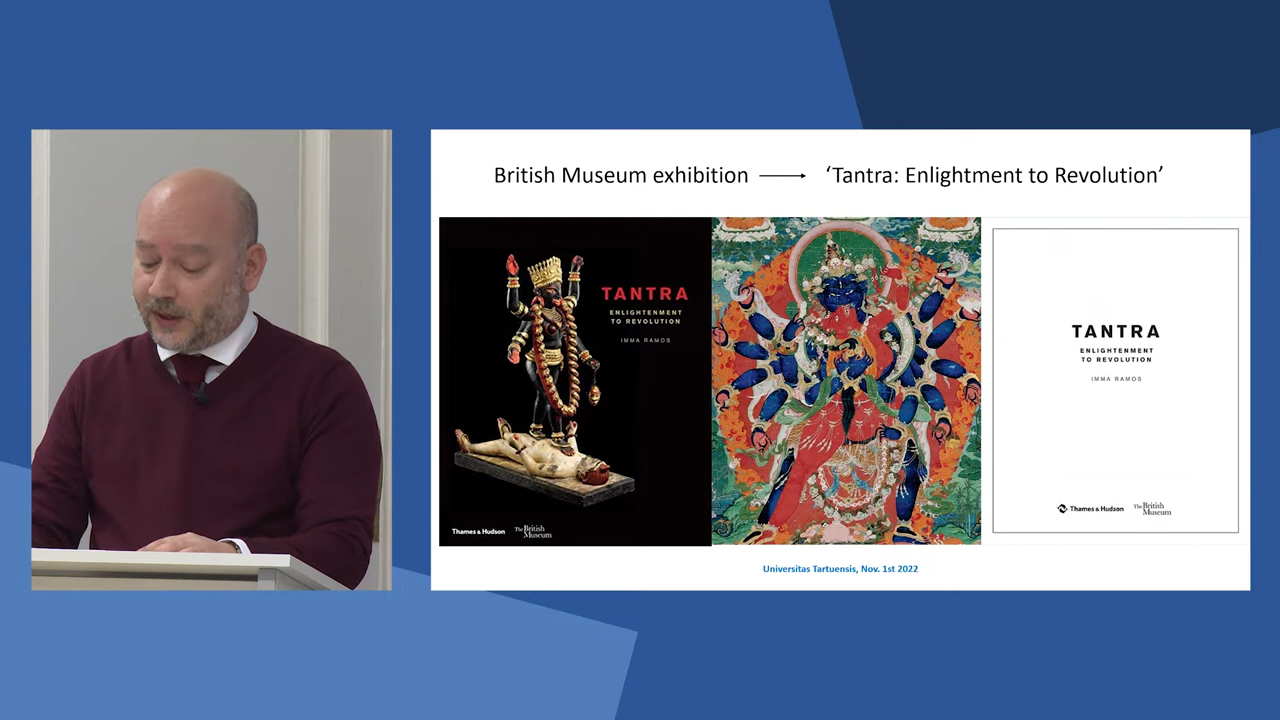 British Museum exhibition → ‘Tantra: Enlightment to Revolution’
TANTRA
ENLIGHTENMENT
TO REVOLUTION
IMMA RAMOS
Thames & Hudson
The British
Museum
TANTRA
ENLIGHTENMENT
TO REVOLUTION
IMMA RAMOS
Thames & Hudson
The British
Museum
Universitas Tartuensis, Nov. 1st 2022